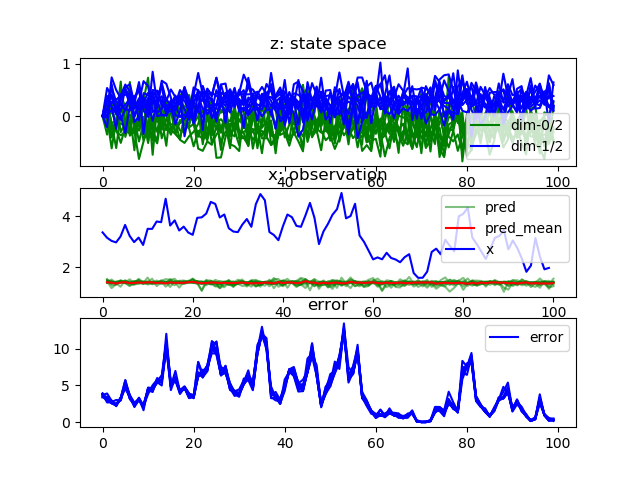 z: state space
1
0
dim-0/2
dim-1/2
0 20 40 60 80 100
x: observation
4
2
pred
pred_mean
x
0 20 40 60 80 100
error
10
5
0
error
0 20 40 60 80 100